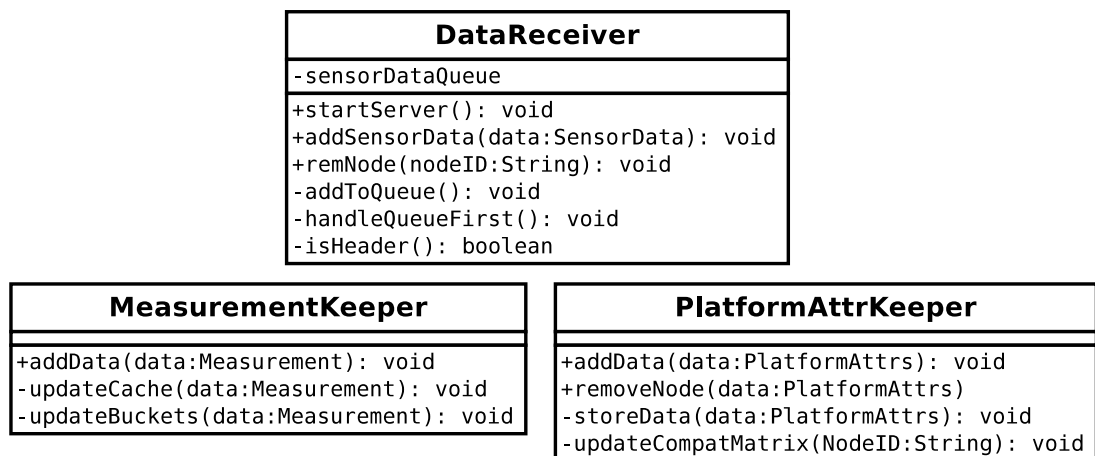 DataReceiver
-sensorDataQueue
+startServer(): void
+addSensorData(data:SensorData): void
+remNode(nodeID:String): void
-addToQueue(): void
-handleQueueFirst(): void
-isHeader(): boolean
MeasurementKeeper
+addData(data:Measurement): void
-updateCache(data:Measurement): void
-updateBuckets(data:Measurement): void
PlatformAttrKeeper
+addData(data:PlatformAttrs): void
+removeNode(data:PlatformAttrs)
-storeData(data:PlatformAttrs): void
-updateCompatMatrix(NodeID:String): void